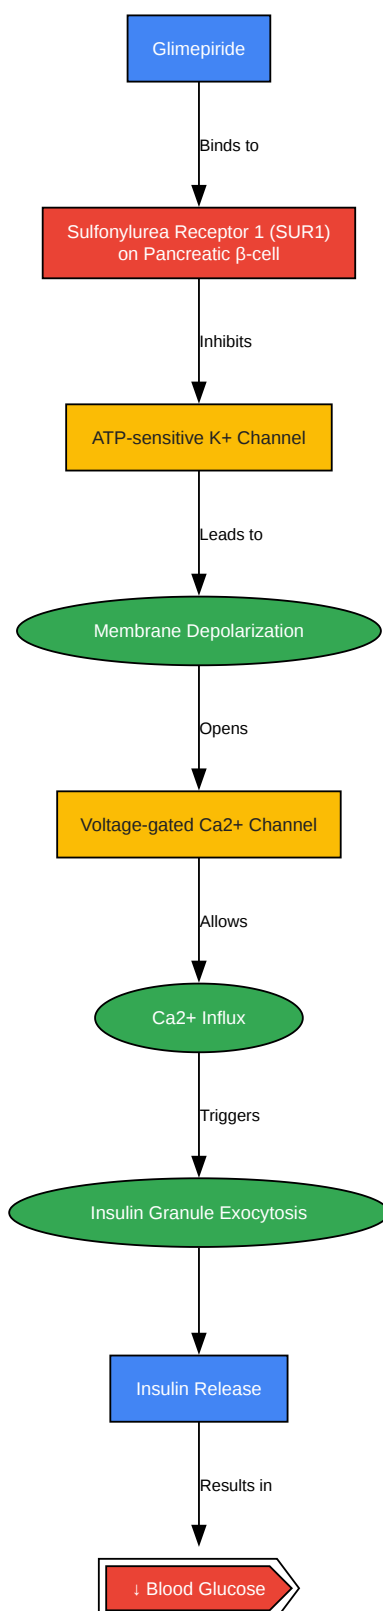 Glimepiride
Binds to
Sulfonylurea Receptor 1 (SUR1)
on Pancreatic β-cell
Inhibits
ATP-sensitive K+ Channel
Leads to
Membrane Depolarization
Opens
Voltage-gated Ca2+ Channel
Allows
Ca2+ Influx
Triggers
Insulin Granule Exocytosis
Insulin Release
Results in
↓ Blood Glucose